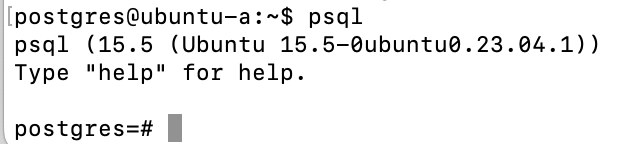 [postgres@ubuntu-a:~$ psql
psql (15.5 (Ubuntu 15.5-0ubuntu0.23.04.1))
Type "help" for help.
postgres=#